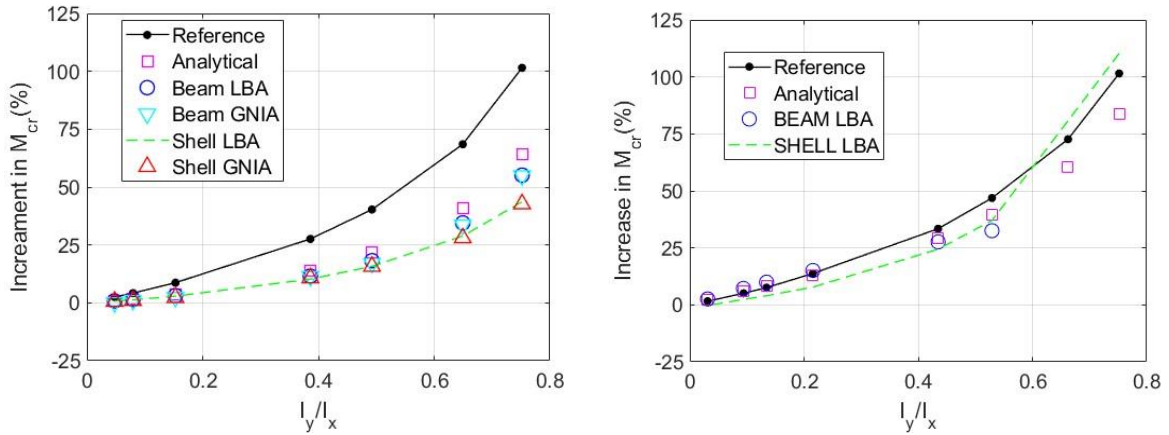 125
100
75
50
25
0
-25
Increament in M_cr(%)
Reference
Analytical
Beam LBA
Beam GNIA
Shell LBA
Shell GNIA
0 0.2 0.4 0.6 0.8
I_y/I_x
125
100
75
50
25
0
-25
Increase in M_cr(%)
Reference
Analytical
BEAM LBA
SHELL LBA
0 0.2 0.4 0.6 0.8
I_y/I_x